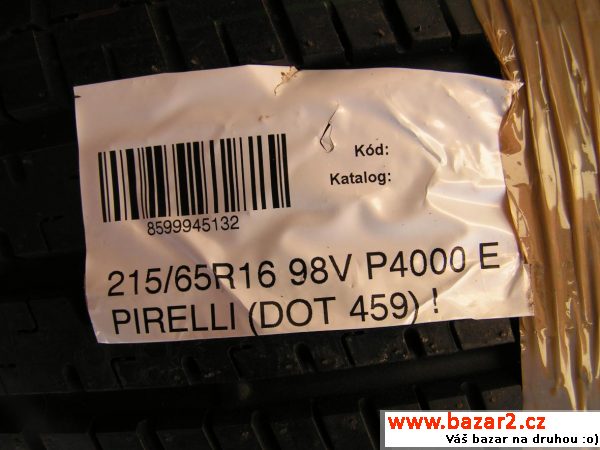 Kód:
Katalog:
8599945132
215/65R16 98V P4000 E
PIRELLI (DOT 459) !
www.bazar2.cz
Váš bazar na druhou :o)